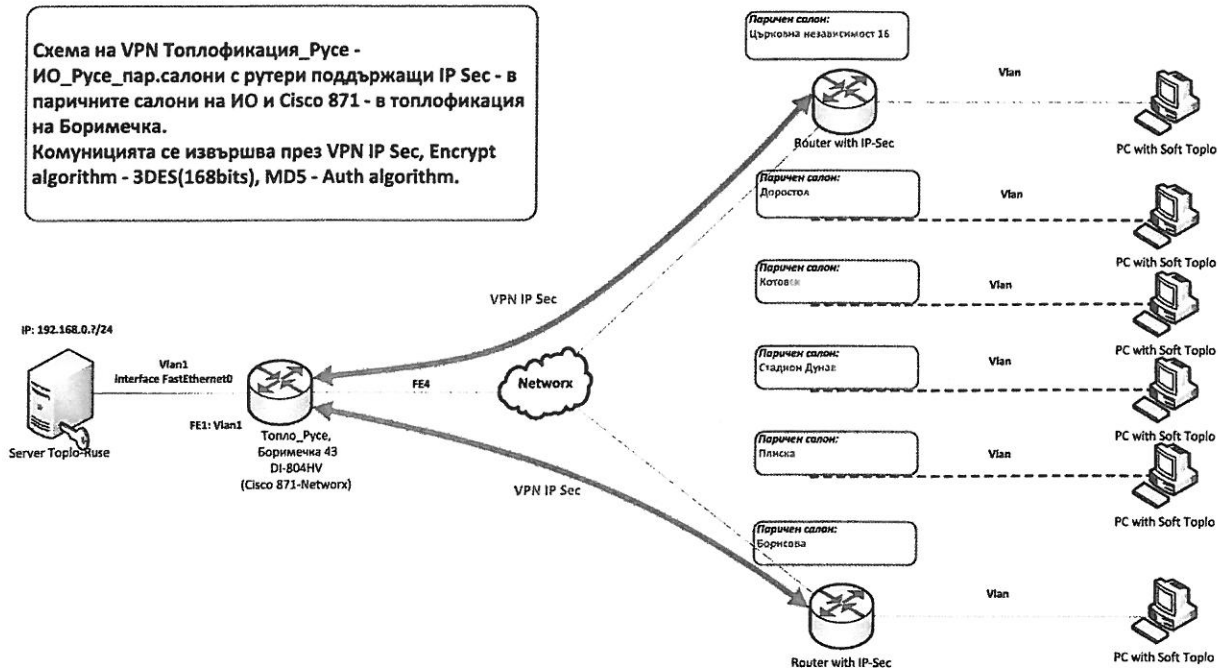 Схема на VPN Топлофикация_Русе -
ИО_Русе_пар.салони с рутери поддържащи IP Sec - в
паричните салони на ИО и Cisco 871 - в топлофикация
на Боримечка.
Комуницията се извършва през VPN IP Sec, Encrypt
algorithm - 3DES(168bits), MD5 - Auth algorithm.
Паричен салон:
Църковна независимост 16
Vlan
Router with IP-Sec
PC with Soft Toplo
Паричен салон:
Доростол
Vlan
PC with Soft Toplo
Паричен салон:
Котовск
Vlan
PC with Soft Toplo
VPN IP Sec
IP: 192.168.0.?/24
Vlan1
interface FastEthernet0
FE4
Networx
Паричен салон:
Стадион Дунав
Vlan
PC with Soft Toplo
FE1: Vlan1
Server Toplo-Ruse
Топло_Русе,
Боримечка 43
DI-804HV
(Cisco 871-Networx)
VPN IP Sec
Паричен салон:
Плиска
Vlan
PC with Soft Toplo
Паричен салон:
Борисова
Vlan
Router with IP-Sec
PC with Soft Toplo